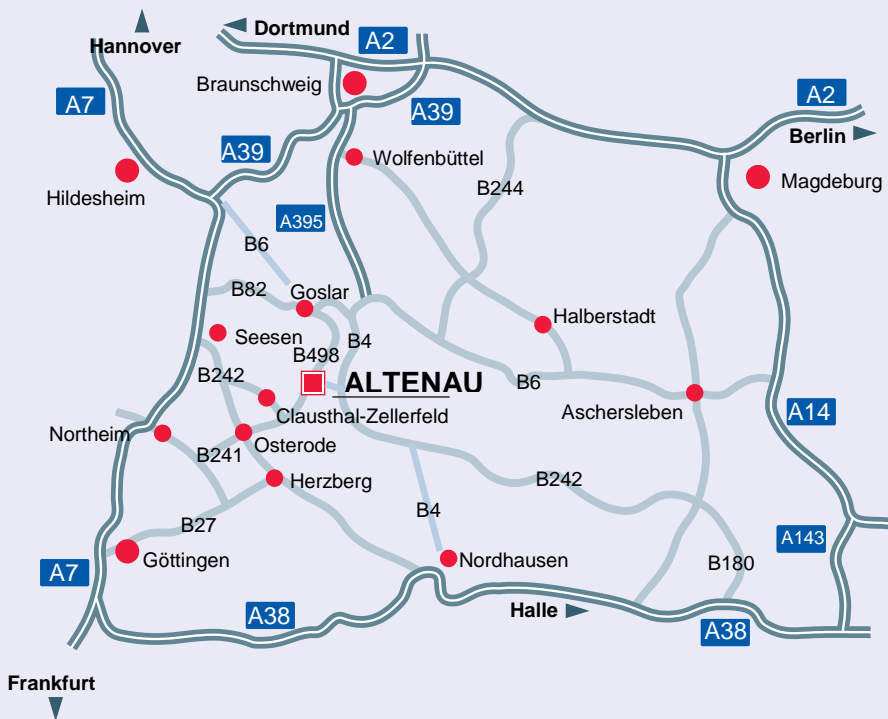 Dortmund
Hannover
A2
Braunschweig
A7
A2
A39
Berlin
A39
Wolfenbüttel
Hildesheim
Magdeburg
B244
A395
B6
B82
Goslar
Halberstadt
Seesen
B4
B498
B242
ALTENAU
B6
Clausthal-Zellerfeld
Aschersleben
A14
Northeim
Osterode
B241
Herzberg
B242
B4
B27
A143
Göttingen
Nordhausen
B180
A7
Halle
A38
A38
Frankfurt